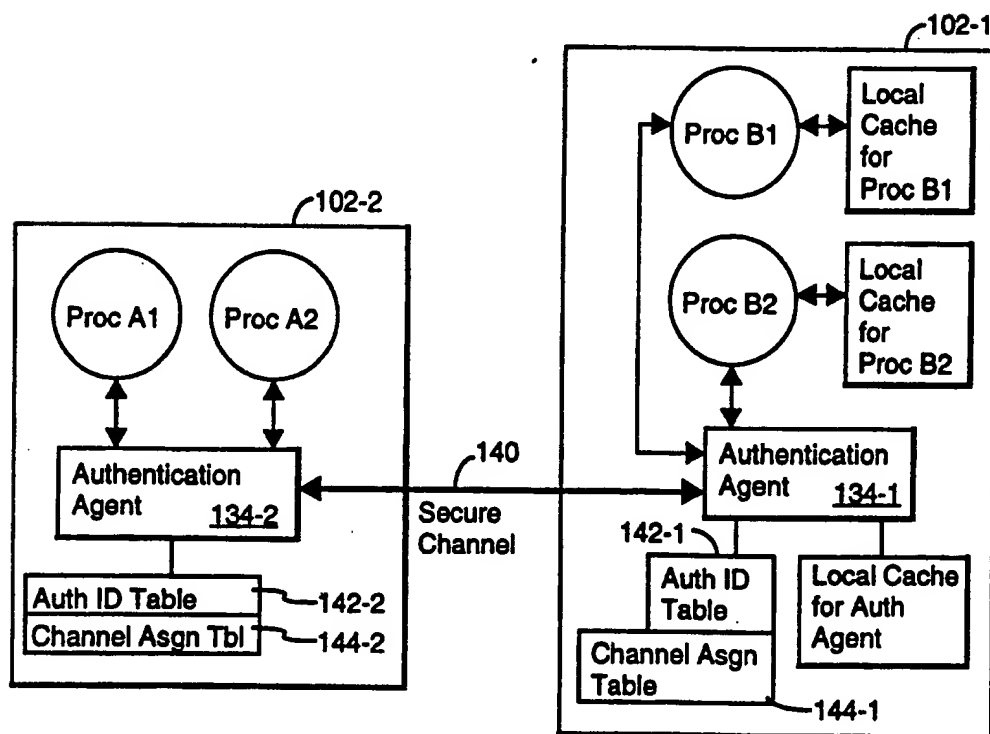 102-1
Proc B1
Local
Cache
for
Proc B1
102-2
Proc A1
Proc A2
Proc B2
Local
Cache
for
Proc B2
Authentication
Agent
134-2
140
Secure
Channel
Authentication
Agent
134-1
142-1
Auth ID Table
142-2
Channel Asgn Tbl
144-2
Auth ID
Table
Local Cache
for Auth
Agent
Channel Asgn
Table
144-1